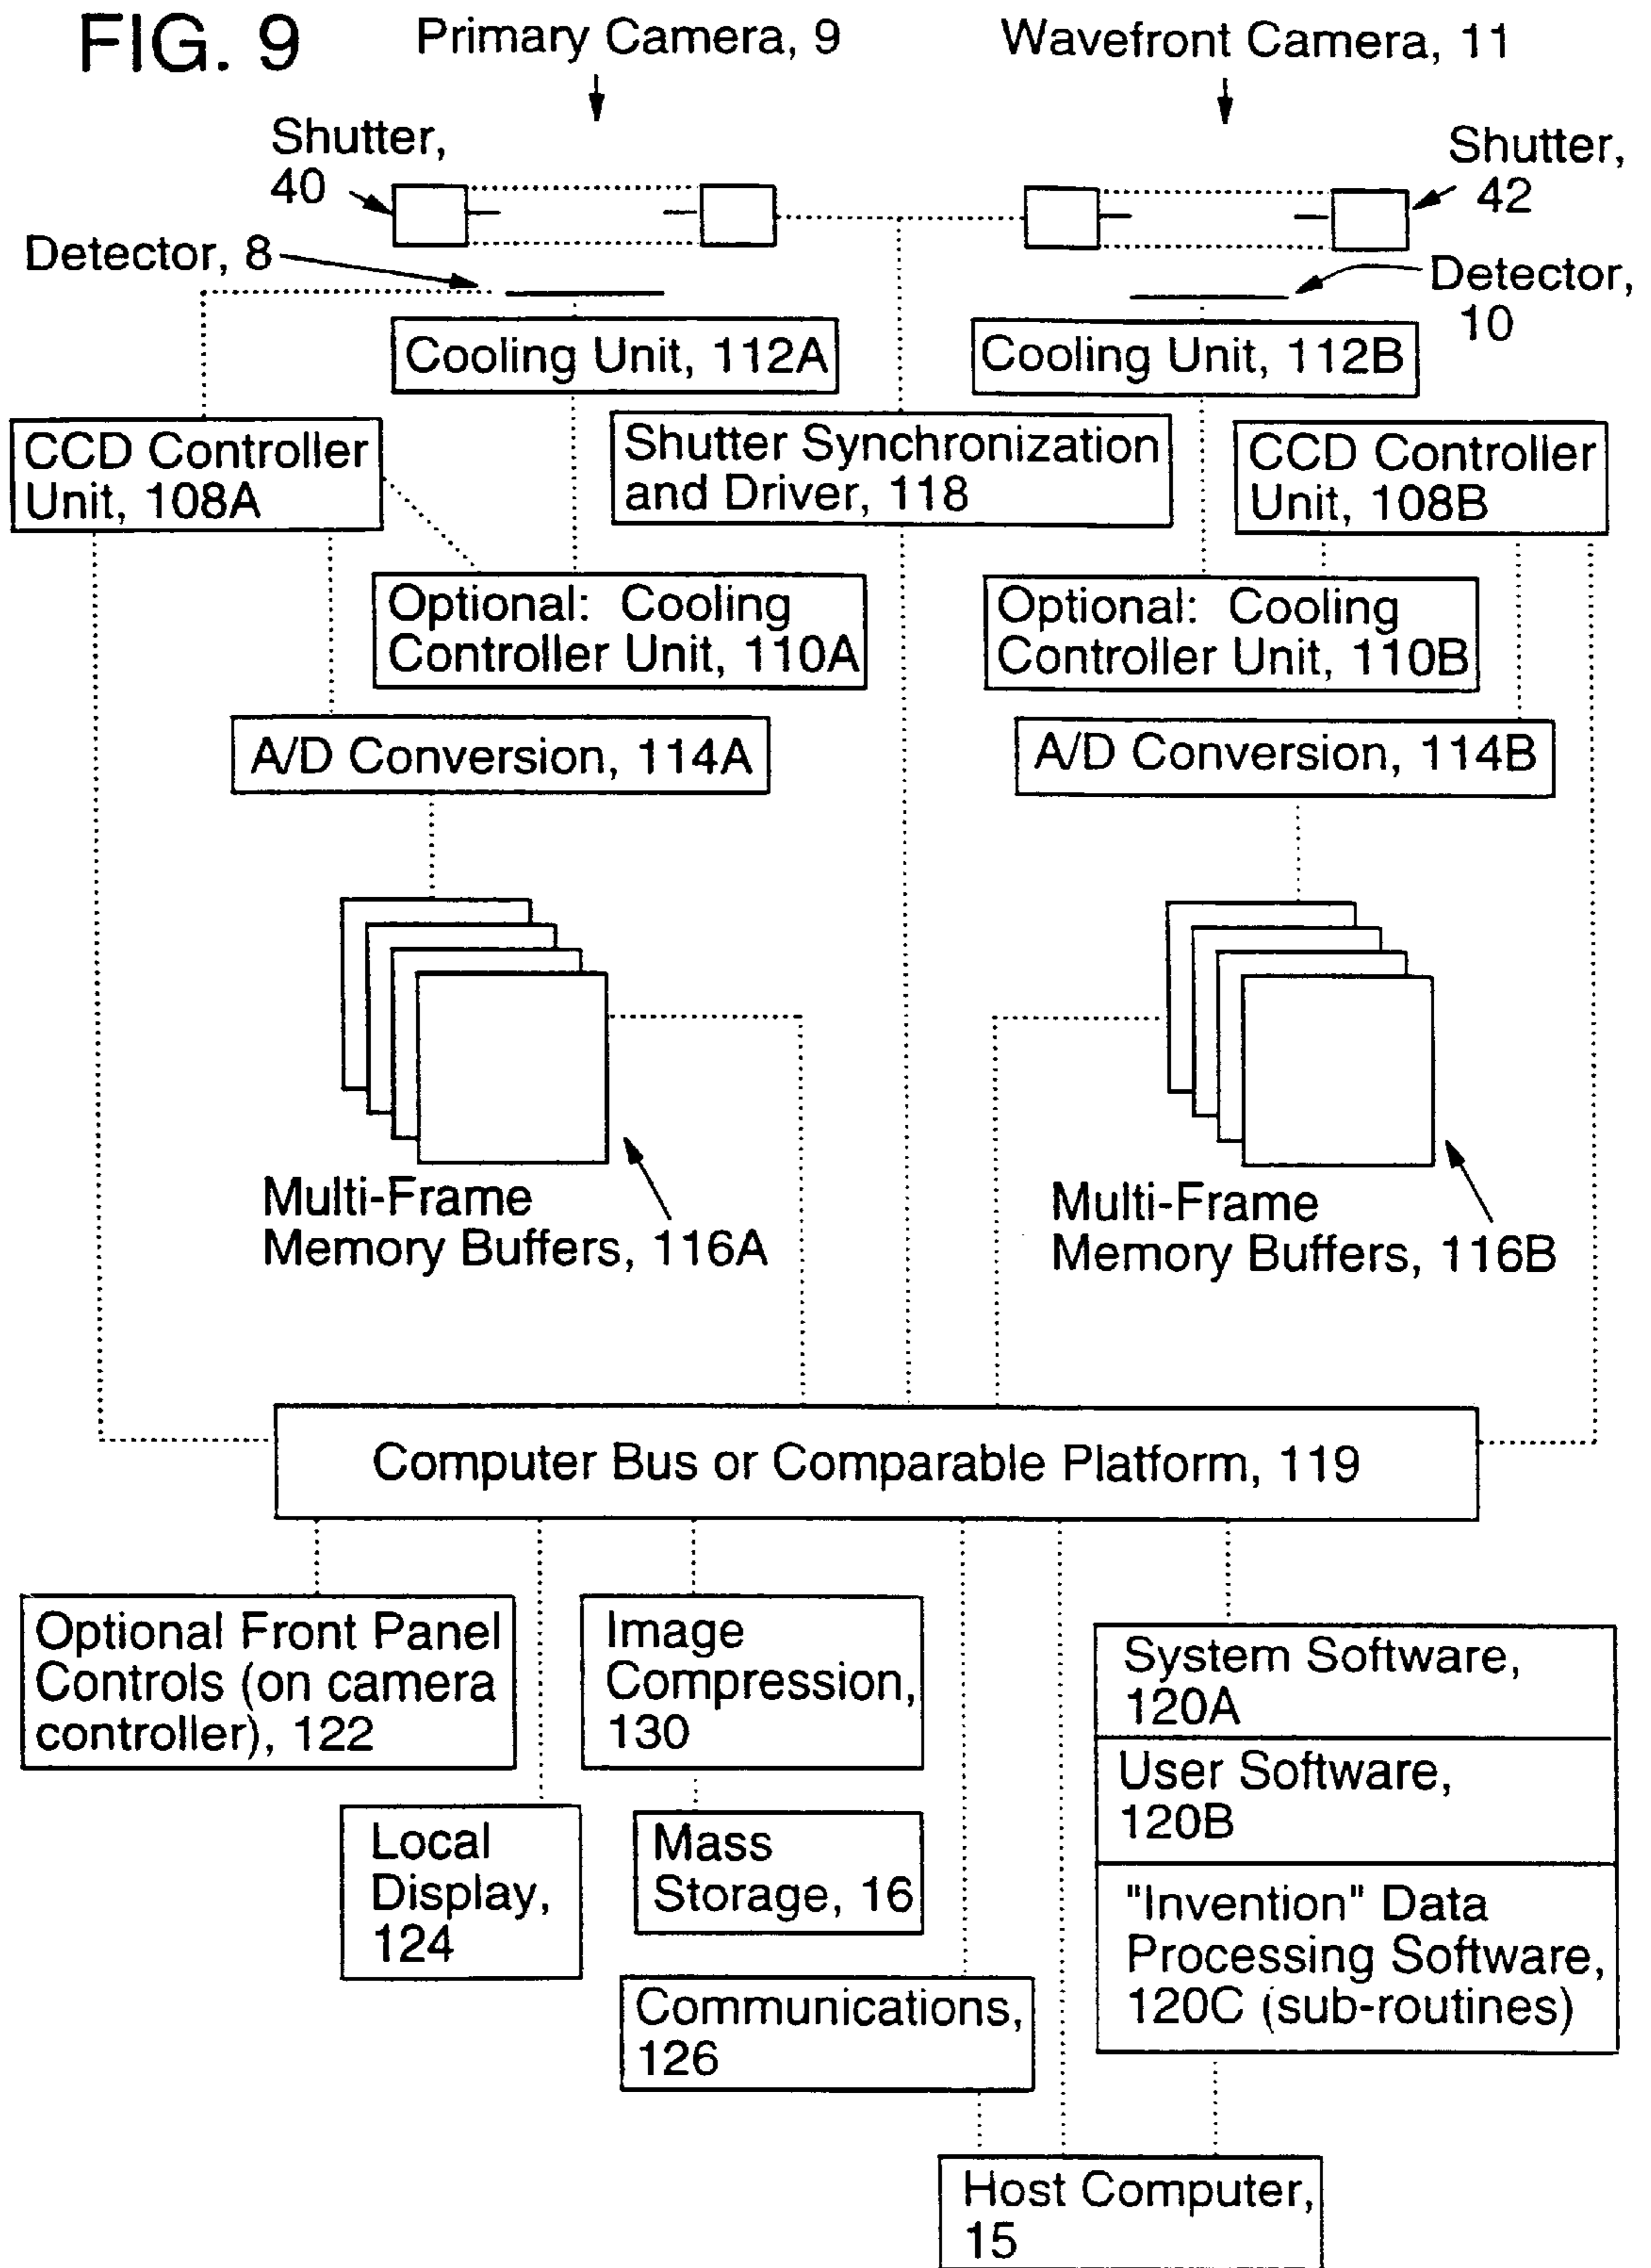 FIG. 9
Primary Camera, 9
Wavefront Camera, 11
Shutter,
40
Shutter,
42
Detector, 8
Detector,
10
Cooling Unit, 112A
Cooling Unit, 112B
CCD Controller
Unit, 108A
Shutter Synchronization
and Driver, 118
CCD Controller
Unit, 108B
Optional: Cooling
Controller Unit, 110A
Optional: Cooling
Controller Unit, 110B
A/D Conversion, 114A
A/D Conversion, 114B
Multi-Frame
Memory Buffers, 116A
Multi-Frame
Memory Buffers, 116B
Computer Bus or Comparable Platform, 119
Optional Front Panel
Controls (on camera
controller), 122
Image
Compression,
130
System Software,
120A
User Software,
120B
"Invention" Data
Processing Software,
120C (sub-routines)
Local
Display,
124
Mass
Storage, 16
Communications,
126
Host Computer,
15